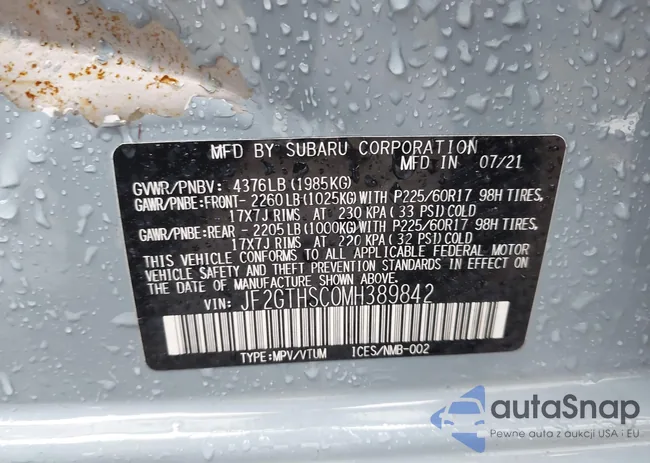 MFD BY SUBARU CORPORATION
MFD IN 07/21
GVWR/PNBV: 4376LB (1985KG)
GAWR/PNBE:FRONT- 2260LB(1025KG)WITH P225/60R17 98H TIRES,
17X7J RIMS AT 230 KPA( 33 PSI) COLD
GAWR/PNBE:REAR - 2205LB(1000KG)WITH P225/60R17 98H TIRES,
17X7J RIMS AT 220 KPA( 32 PSI) COLD
THIS VEHICLE CONFORMS TO ALL APPLICABLE FEDERAL MOTOR
VEHICLE SAFETY AND THEFT PREVENTION STANDARDS IN EFFECT ON
THE DATE OF MANUFACTURE SHOWN ABOVE.
VIN: JF2GTHSC0MH389842
TYPE:MPV/VTUM ICES/NMB-002
autaSnap
Pewne auta z aukcji USA i EU